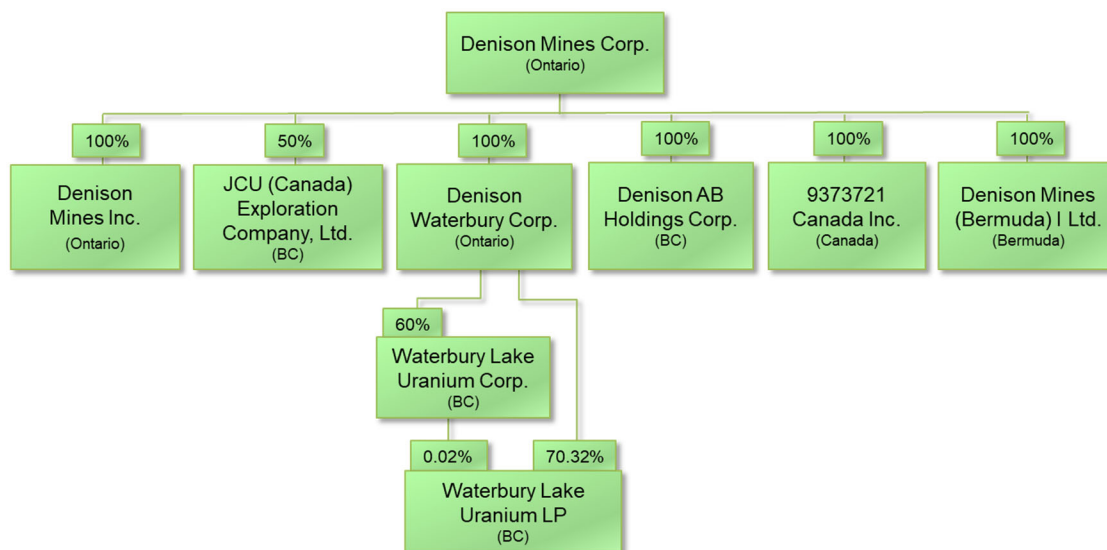 Denison Mines Corp.
(Ontario)
100%
50%
100%
100%
100%
100%
Denison
Mines Inc.
(Ontario)
JCU (Canada)
Exploration
Company, Ltd.
(BC)
Denison
Waterbury Corp.
(Ontario)
Denison AB
Holdings Corp.
(BC)
9373721
Canada Inc.
(Canada)
Denison Mines
(Bermuda) I Ltd.
(Bermuda)
60%
Waterbury Lake
Uranium Corp.
(BC)
0.02%
70.32%
Waterbury Lake
Uranium LP
(BC)